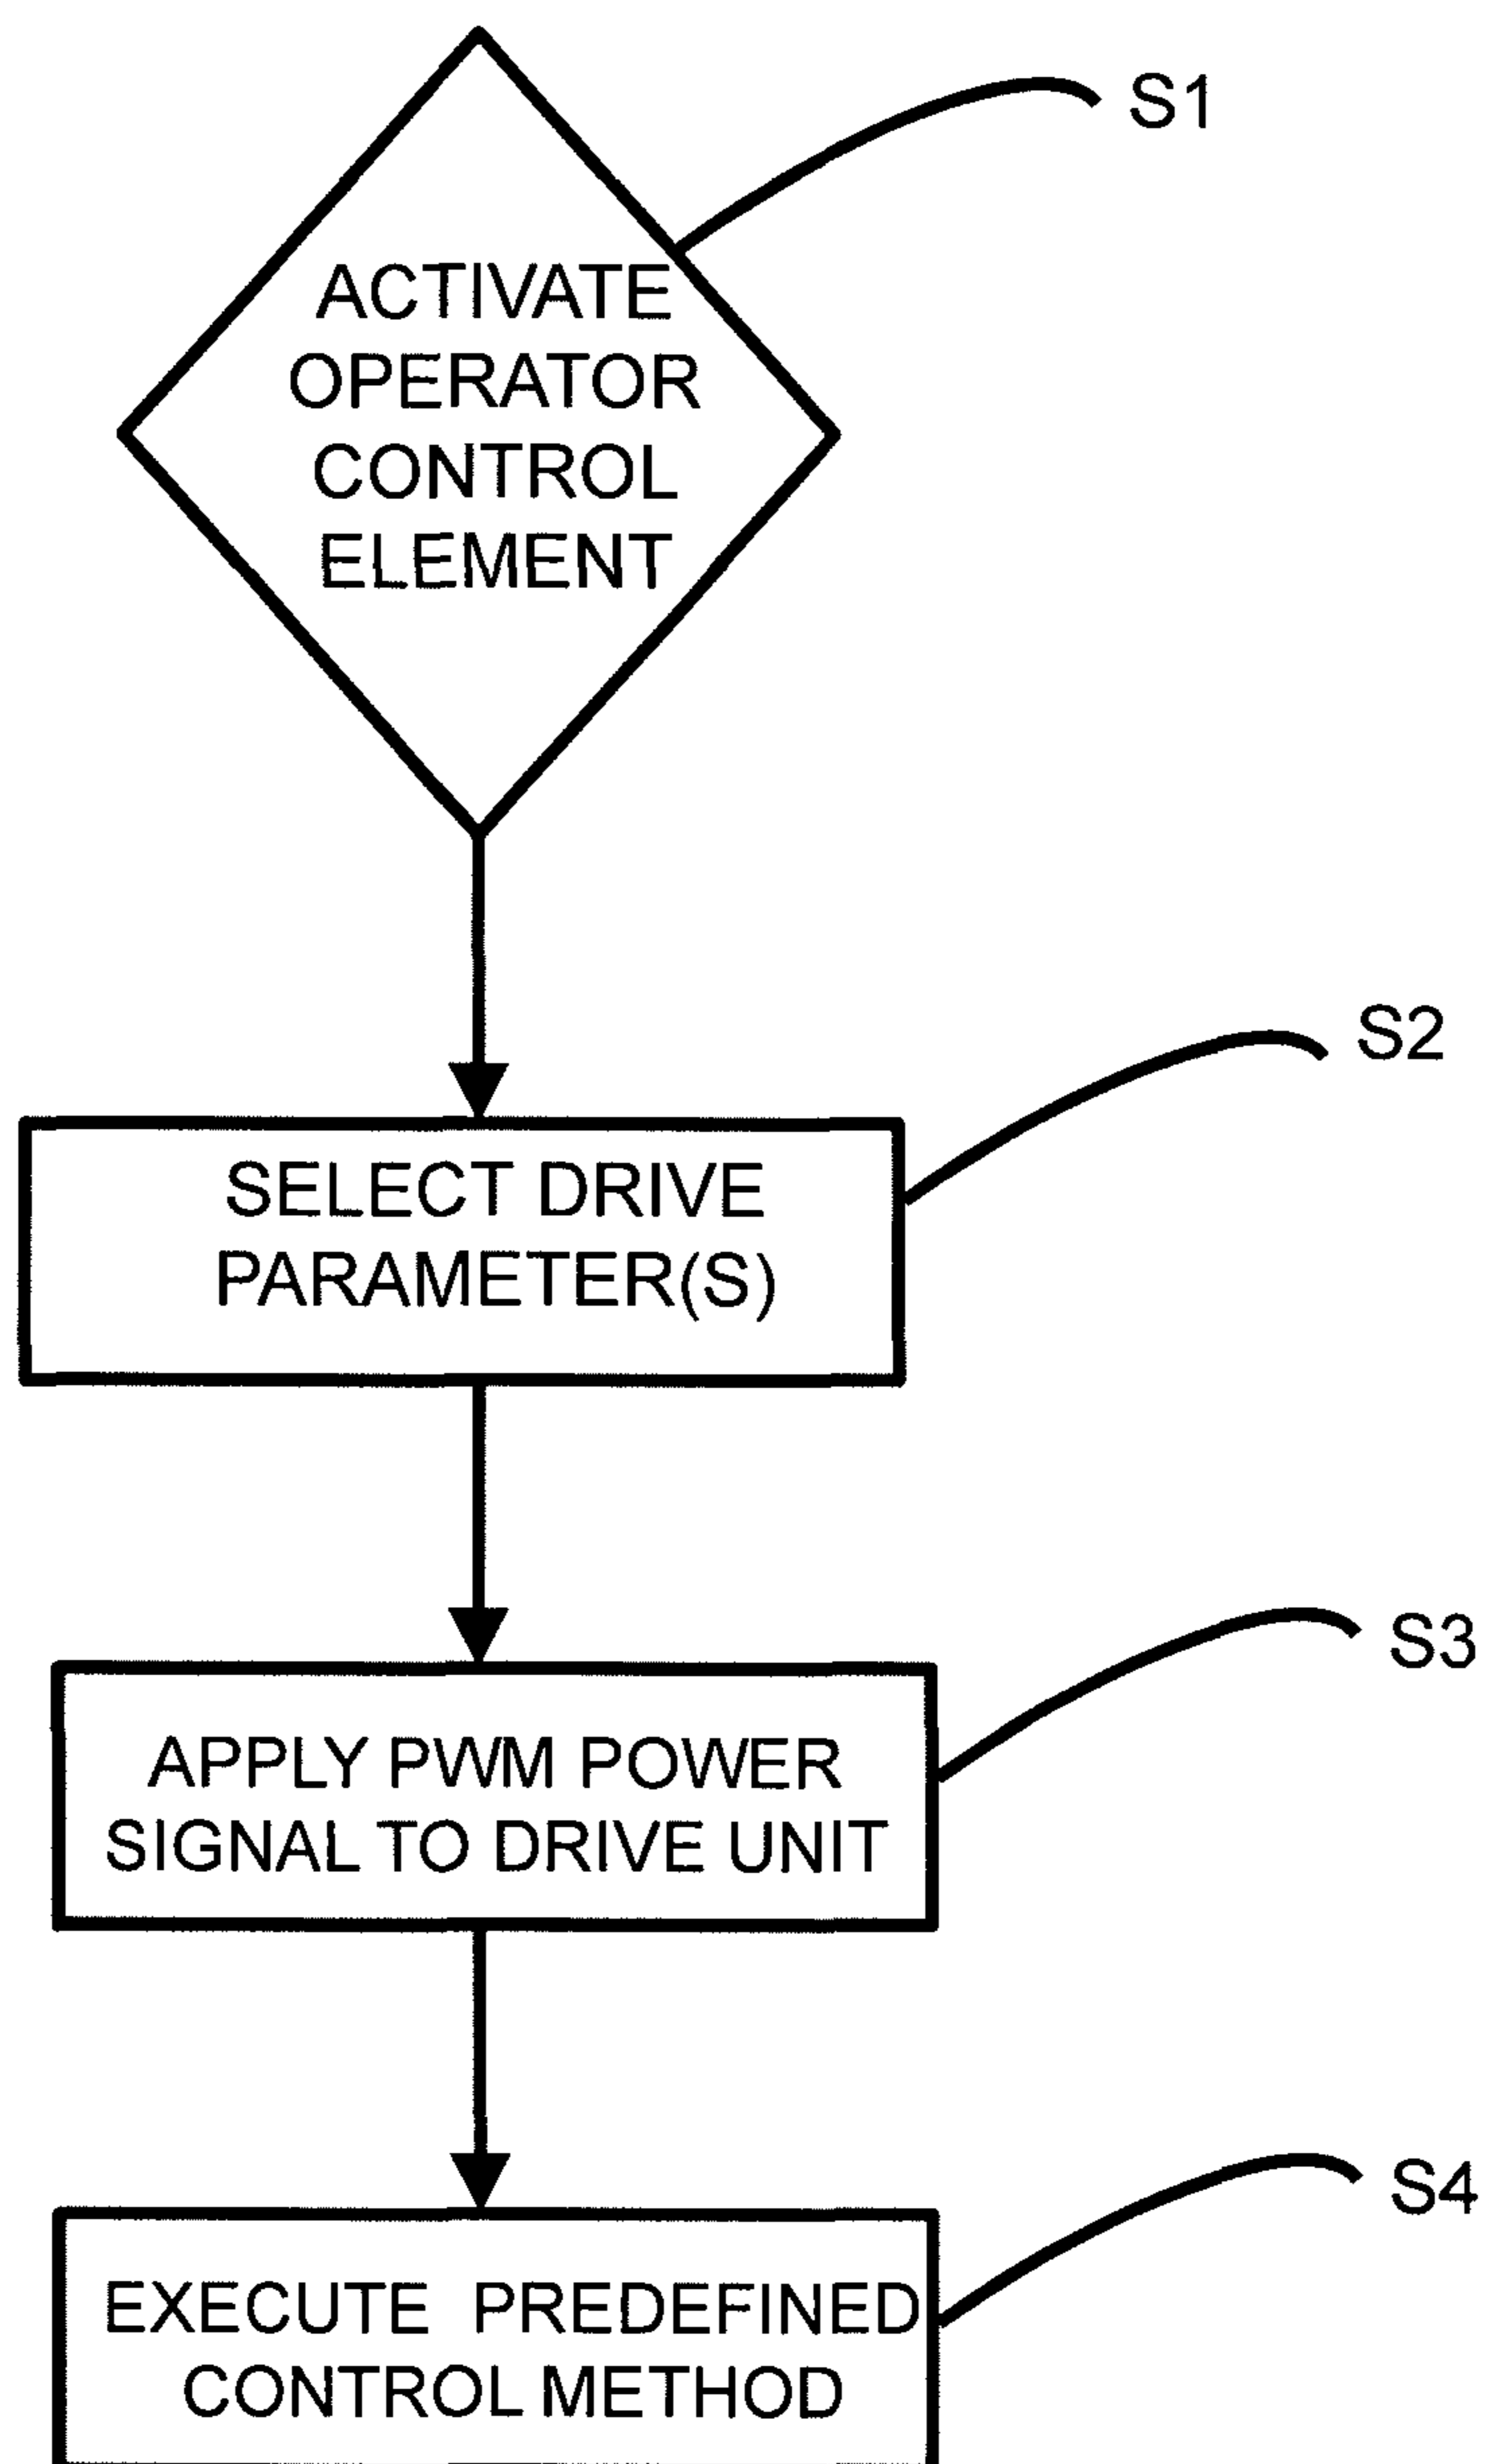 S1
ACTIVATE
OPERATOR
CONTROL
ELEMENT
S2
SELECT DRIVE
PARAMETER(S)
S3
APPLY PWM POWER
SIGNAL TO DRIVE UNIT
S4
EXECUTE PREDEFINED
CONTROL METHOD